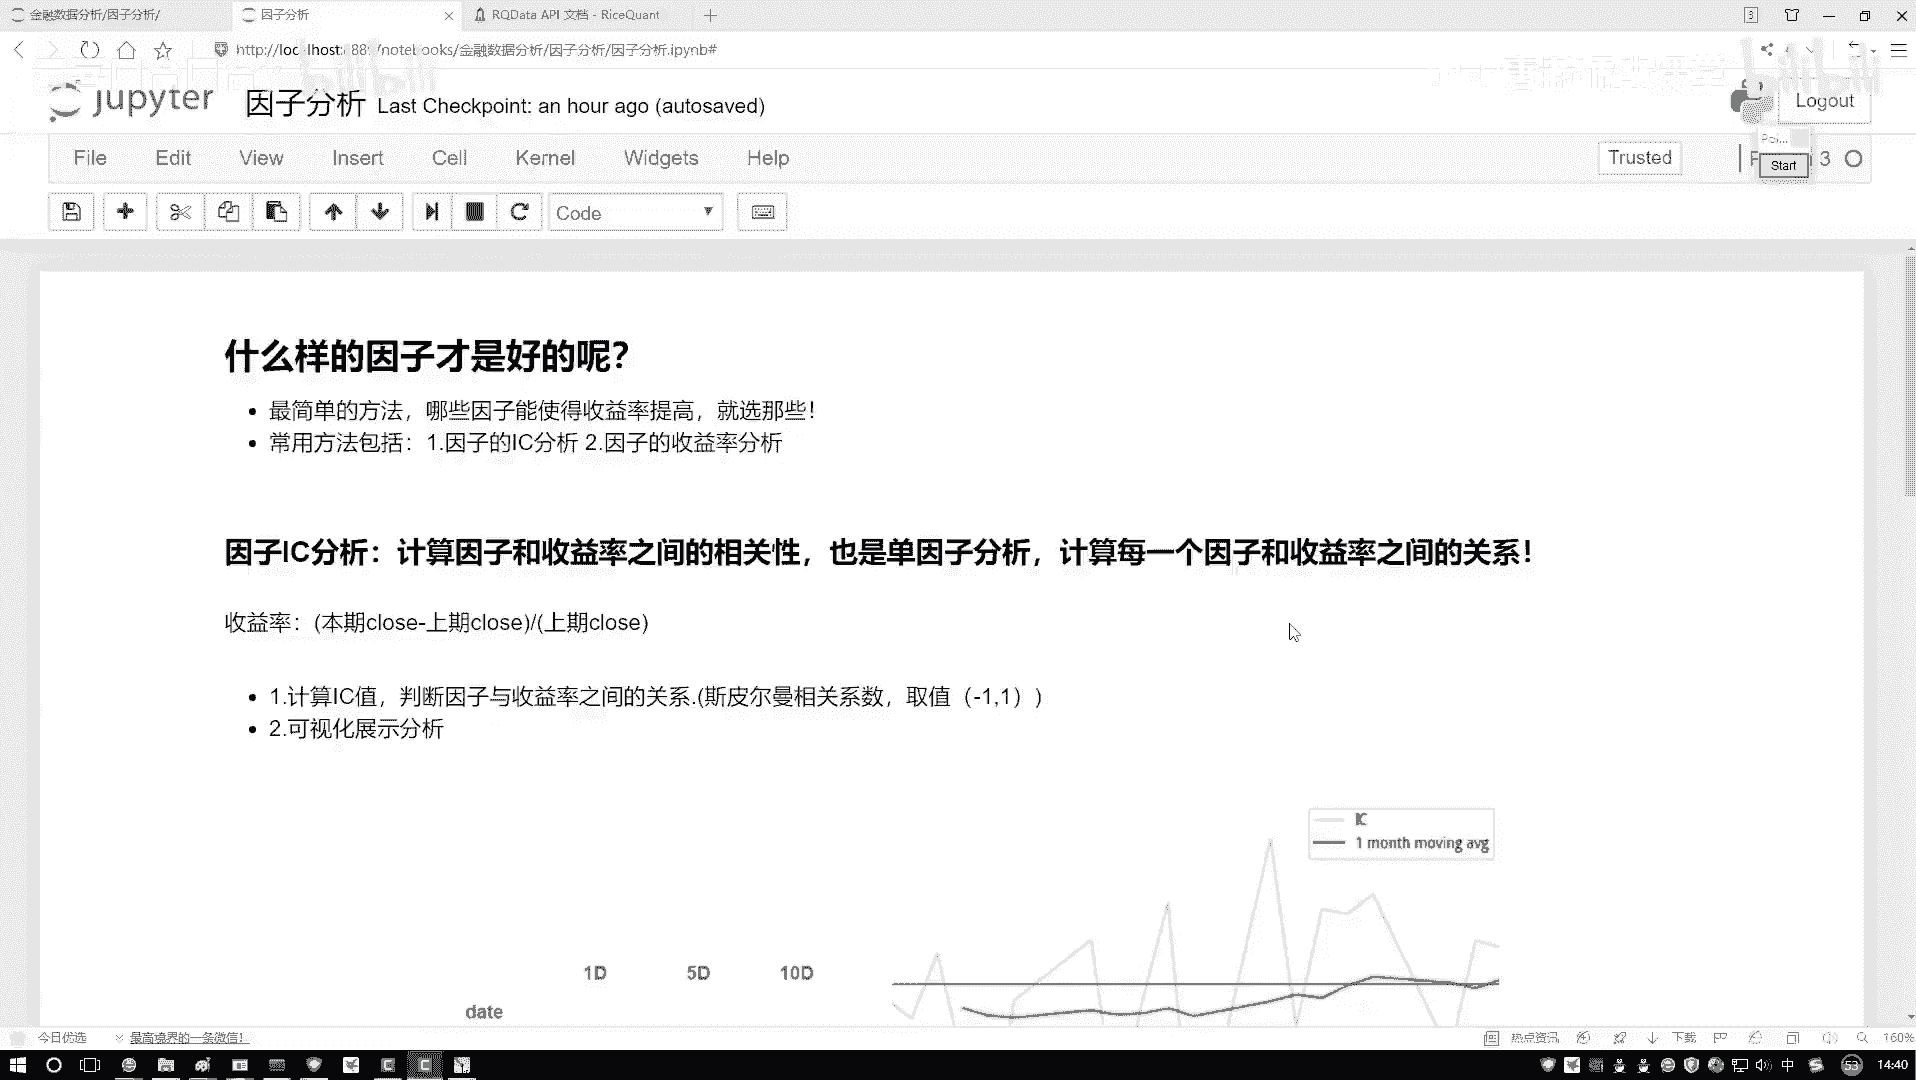 金融数据分析/因子分析/
因子分析
RQData API 文档 - RiceQuant
3
/notebooks/金融数据分析/因子分析/因子分析.ipynb#
bilibili
jupyter
因子分析 Last Checkpoint: an hour ago (autosaved)
Logout
File Edit View Insert Cell Kernel Widgets Help
Trusted
3
Start
Code
什么样的因子才是好的呢？
最简单的方法，哪些因子能使得收益率提高，就选那些！
常用方法包括：1.因子的IC分析 2.因子的收益率分析
因子IC分析：计算因子和收益率之间的相关性，也是单因子分析，计算每一个因子和收益率之间的关系！
收益率：(本期close-上期close)/(上期close)
1.计算IC值，判断因子与收益率之间的关系.(斯皮尔曼相关系数，取值（-1,1））
2.可视化展示分析
IC
1 month moving avg
1D 5D 10D
date
今日优选
最高境界的一条微信！
热点资讯
下载
160%
中
53
14:40